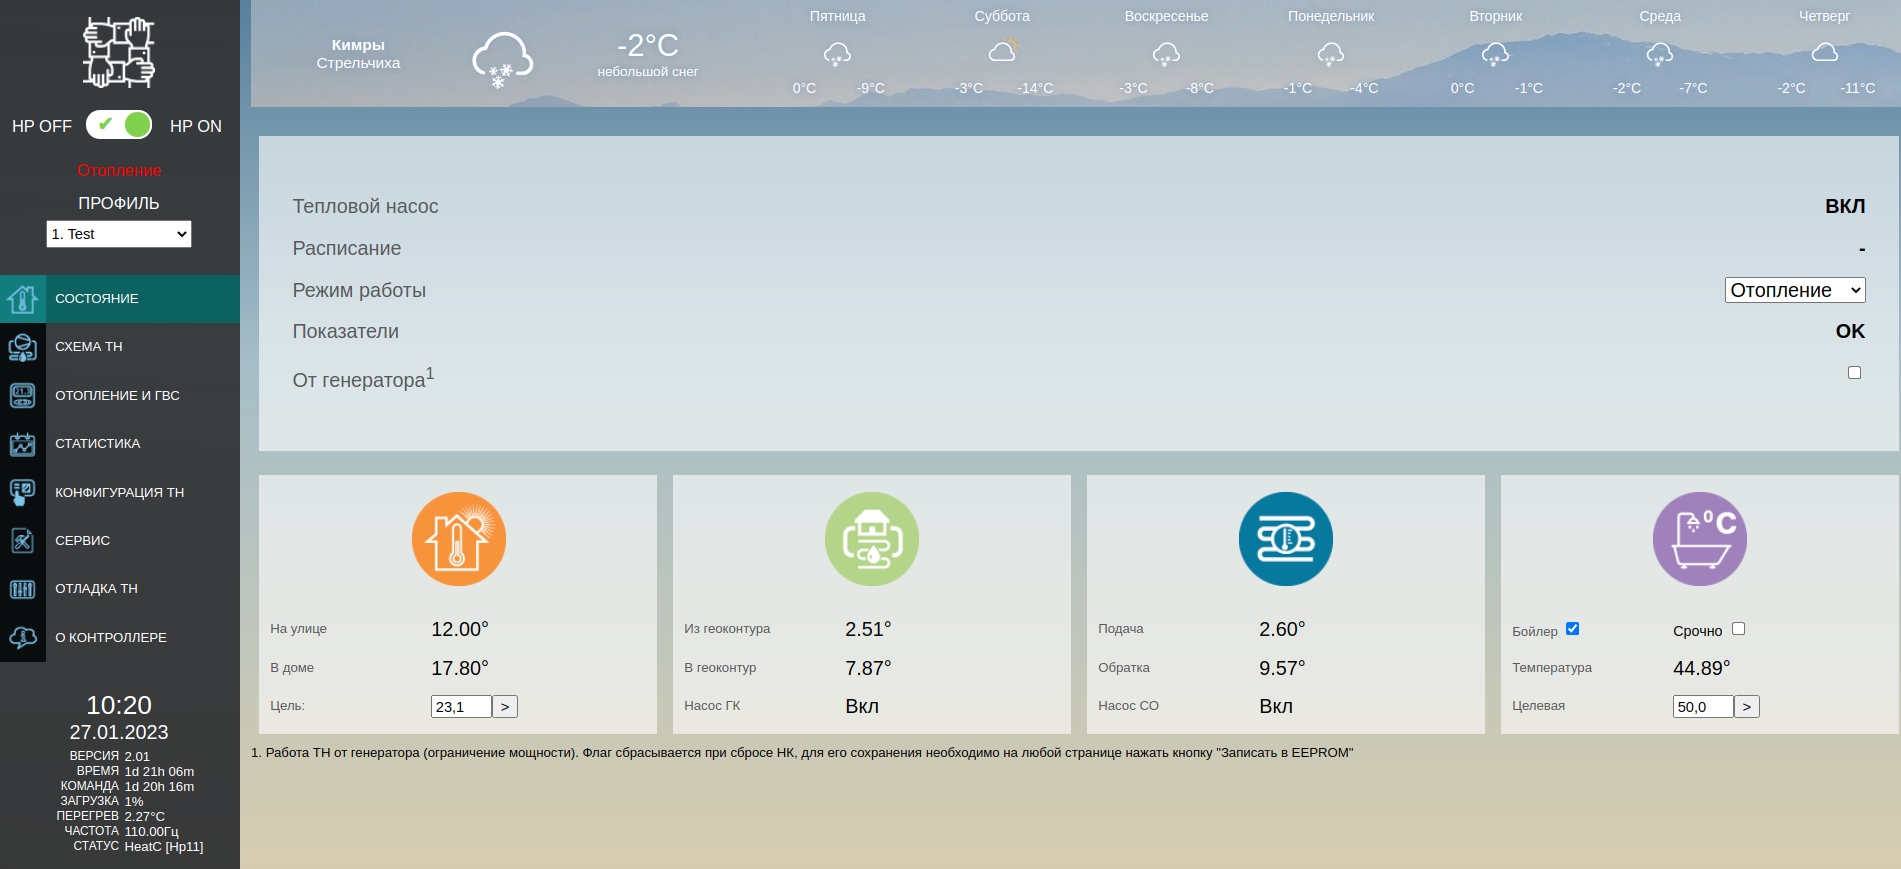 HP OFF HP ON
Отопление
ПРОФИЛЬ
1. Test
СОСТОЯНИЕ
СХЕМА ТН
ОТОПЛЕНИЕ И ГВС
СТАТИСТИКА
КОНФИГУРАЦИЯ ТН
СЕРВИС
ОТЛАДКА ТН
О КОНТРОЛЛЕРЕ
10:20
27.01.2023
ВЕРСИЯ 2.01
ВРЕМЯ 1d 21h 06m
КОМАНДА 1d 20h 16m
ЗАГРУЗКА 1%
ПЕРЕГРЕВ 2.27°C
ЧАСТОТА 110.00Гц
СТАТУС HeatC [Hp11]
Кимры
Стрельчиха
-2°C
небольшой снег
Пятница Суббота Воскресенье Понедельник Вторник Среда Четверг
0°C -9°C -3°C -14°C -3°C -8°C -1°C -4°C 0°C -1°C -2°C -7°C -2°C -11°C
Тепловой насос ВКЛ
Расписание -
Режим работы Отопление
Показатели OK
От генератора1
На улице 12.00°
В доме 17.80°
Цель: 23,1 >
Из геоконтура 2.51°
В геоконтур 7.87°
Насос ГК Вкл
Подача 2.60°
Обратка 9.57°
Насос СО Вкл
°C
Бойлер Срочно
Температура 44.89°
Целевая 50,0 >
1. Работа ТН от генератора (ограничение мощности). Флаг сбрасывается при сбросе НК, для его сохранения необходимо на любой странице нажать кнопку "Записать в EEPROM"